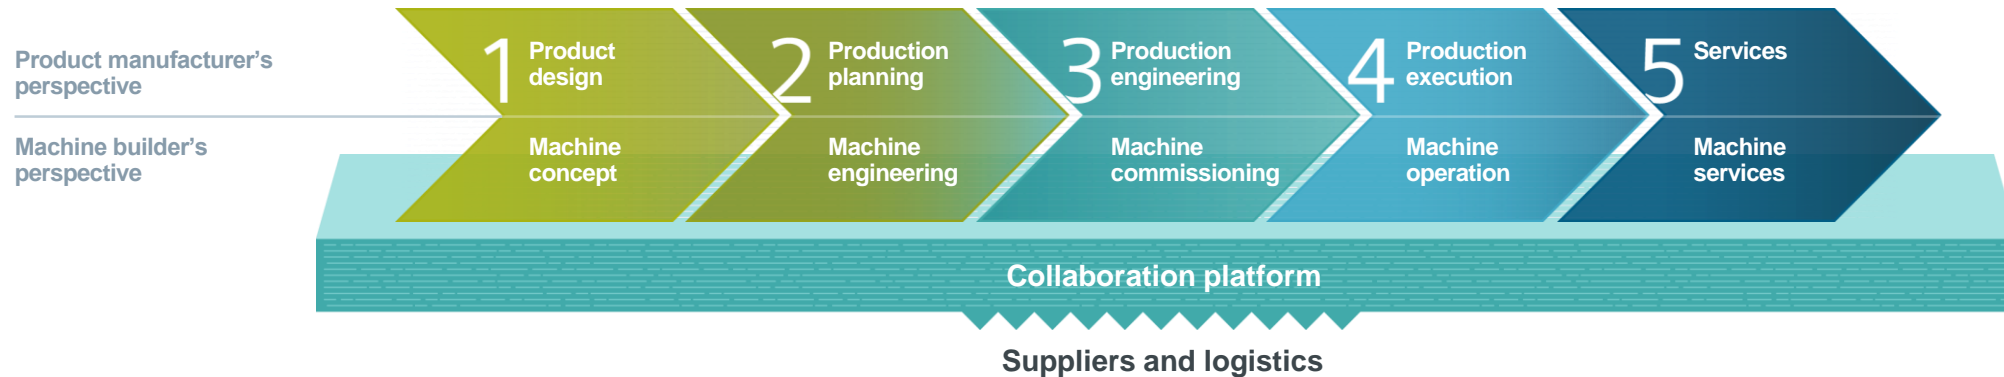 Product manufacturer’s
perspective
1
Product
design
2
Production
planning
3
Production
engineering
4
Production
execution
5
Services
Machine builder’s
perspective
Machine
concept
Machine
engineering
Machine
commissioning
Machine
operation
Machine
services
Collaboration platform
Suppliers and logistics